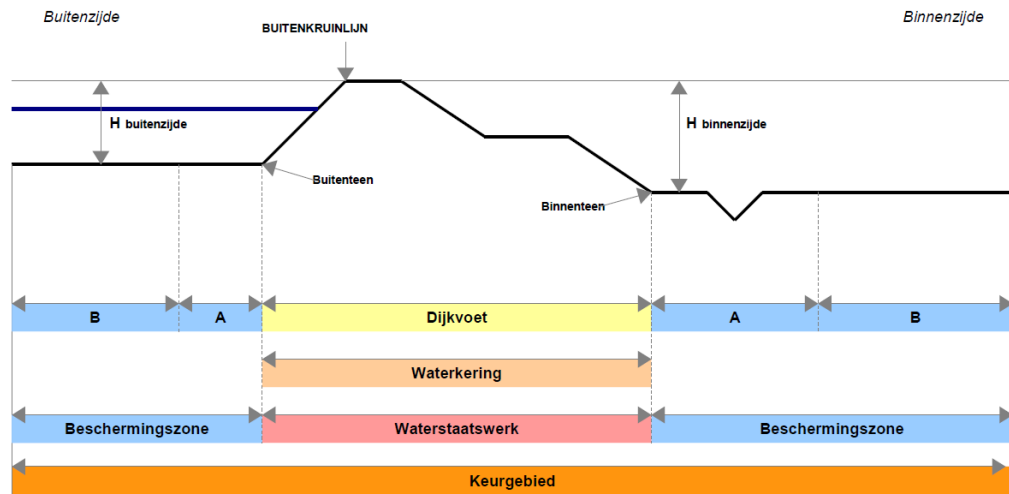 Buitenzijde
Binnenzijde
BUITENKRUINLIJN
H buitenzijde
H binnenzijde
Buitenteen
Binnenteen
B
A
Dijkvoet
A
B
Waterkering
Beschermingszone
Waterstaatswerk
Beschermingszone
Keurgebied